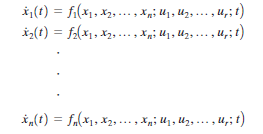 ẋ₁(t) = f₁(x₁, x₂, ... , xₙ; u₁, u₂, ... , uᵣ; t)
ẋ₂(t) = f₂(x₁, x₂, ... , xₙ; u₁, u₂, ... , uᵣ; t)
.
.
.
ẋₙ(t) = fₙ(x₁, x₂, ... , xₙ; u₁, u₂, ... , uᵣ; t)